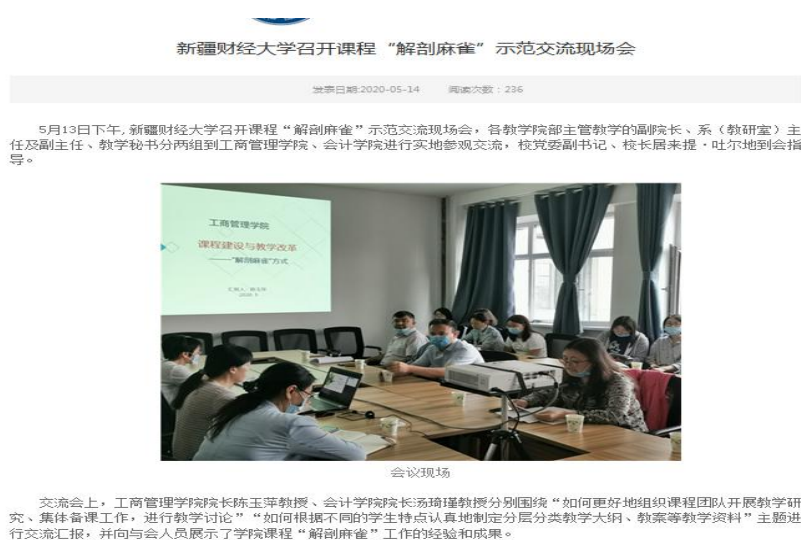 新疆财经大学召开课程“解剖麻雀”示范交流现场会
发表日期:2020-05-14 阅读次数：236
5月13日下午,新疆财经大学召开课程“解剖麻雀”示范交流现场会，各教学院部主管教学的副院长、系（教研室）主
任及副主任、教学秘书分两组到工商管理学院、会计学院进行实地参观交流，校党委副书记、校长居来提·吐尔地到会指
导。
工商管理学院
课程建设与教学改革
——“解剖麻雀”方式
2020.5
会议现场
交流会上，工商管理学院院长陈玉萍教授、会计学院院长汤琦瑾教授分别围绕“如何更好地组织课程团队开展教学研
究、集体备课工作，进行教学讨论”“如何根据不同的学生特点认真地制定分层分类教学大纲、教案等教学资料”主题进
行交流汇报，并向与会人员展示了学院课程“解剖麻雀”工作的经验和成果。